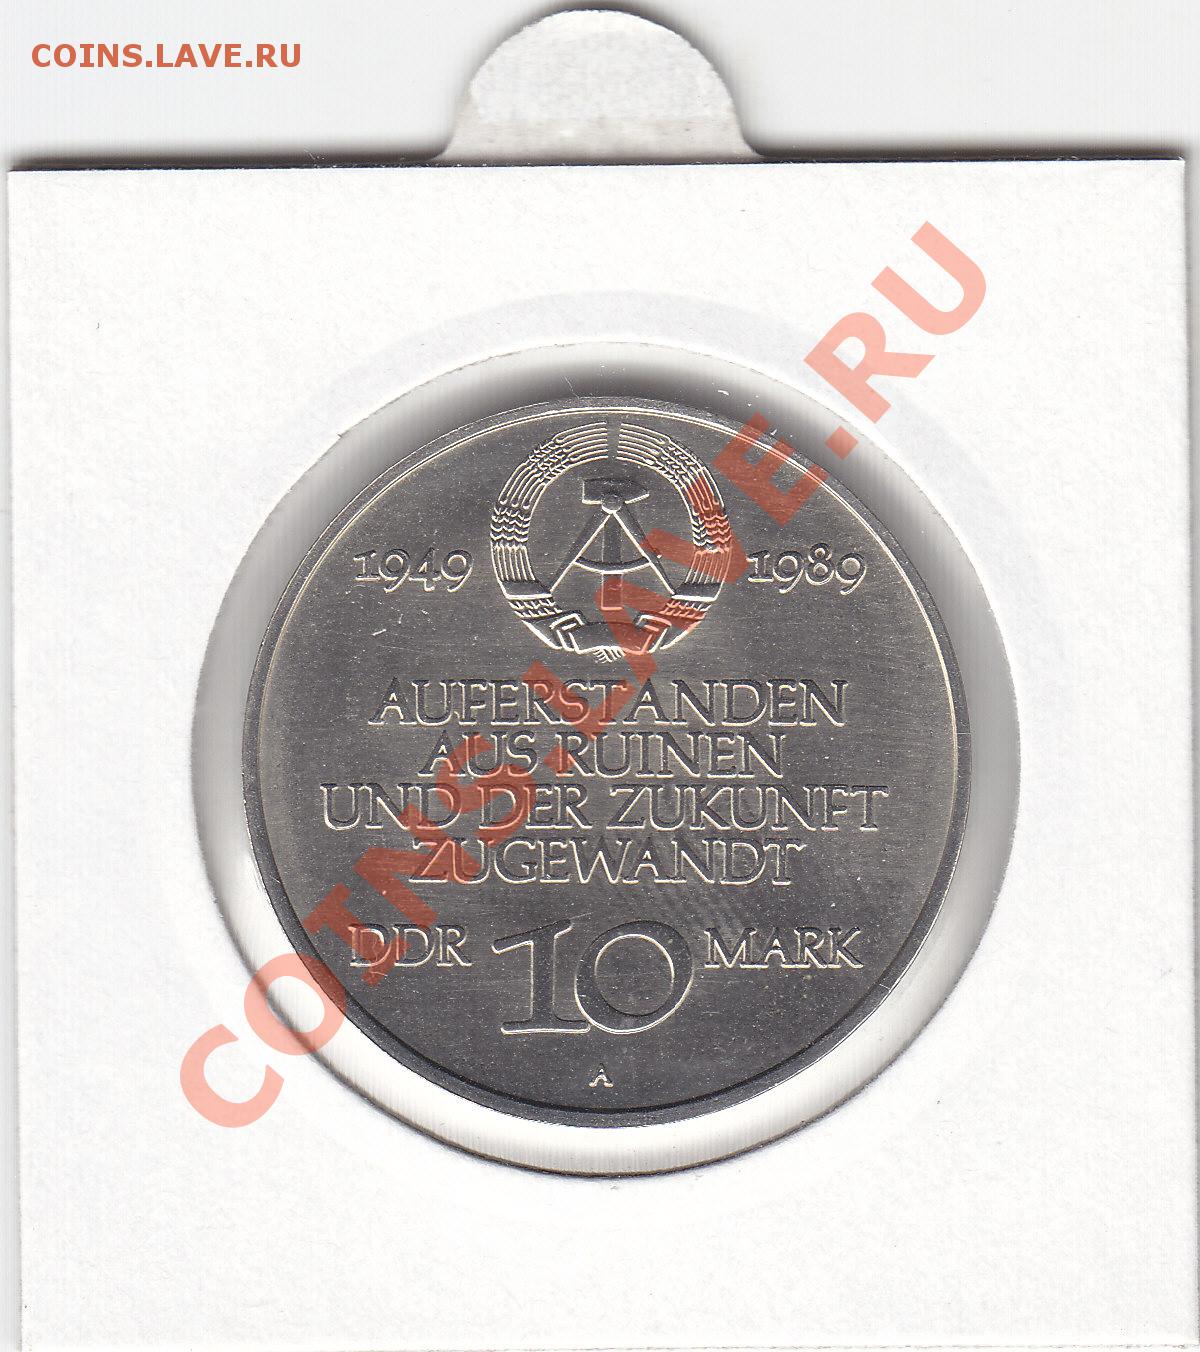 COINS.LAVE.RU
1949 1989
AUFERSTANDEN
AUS RUINEN
UND DER ZUKUNFT
ZUGEWANDT
DDR 10 MARK
A
COINS.LAVE.RU